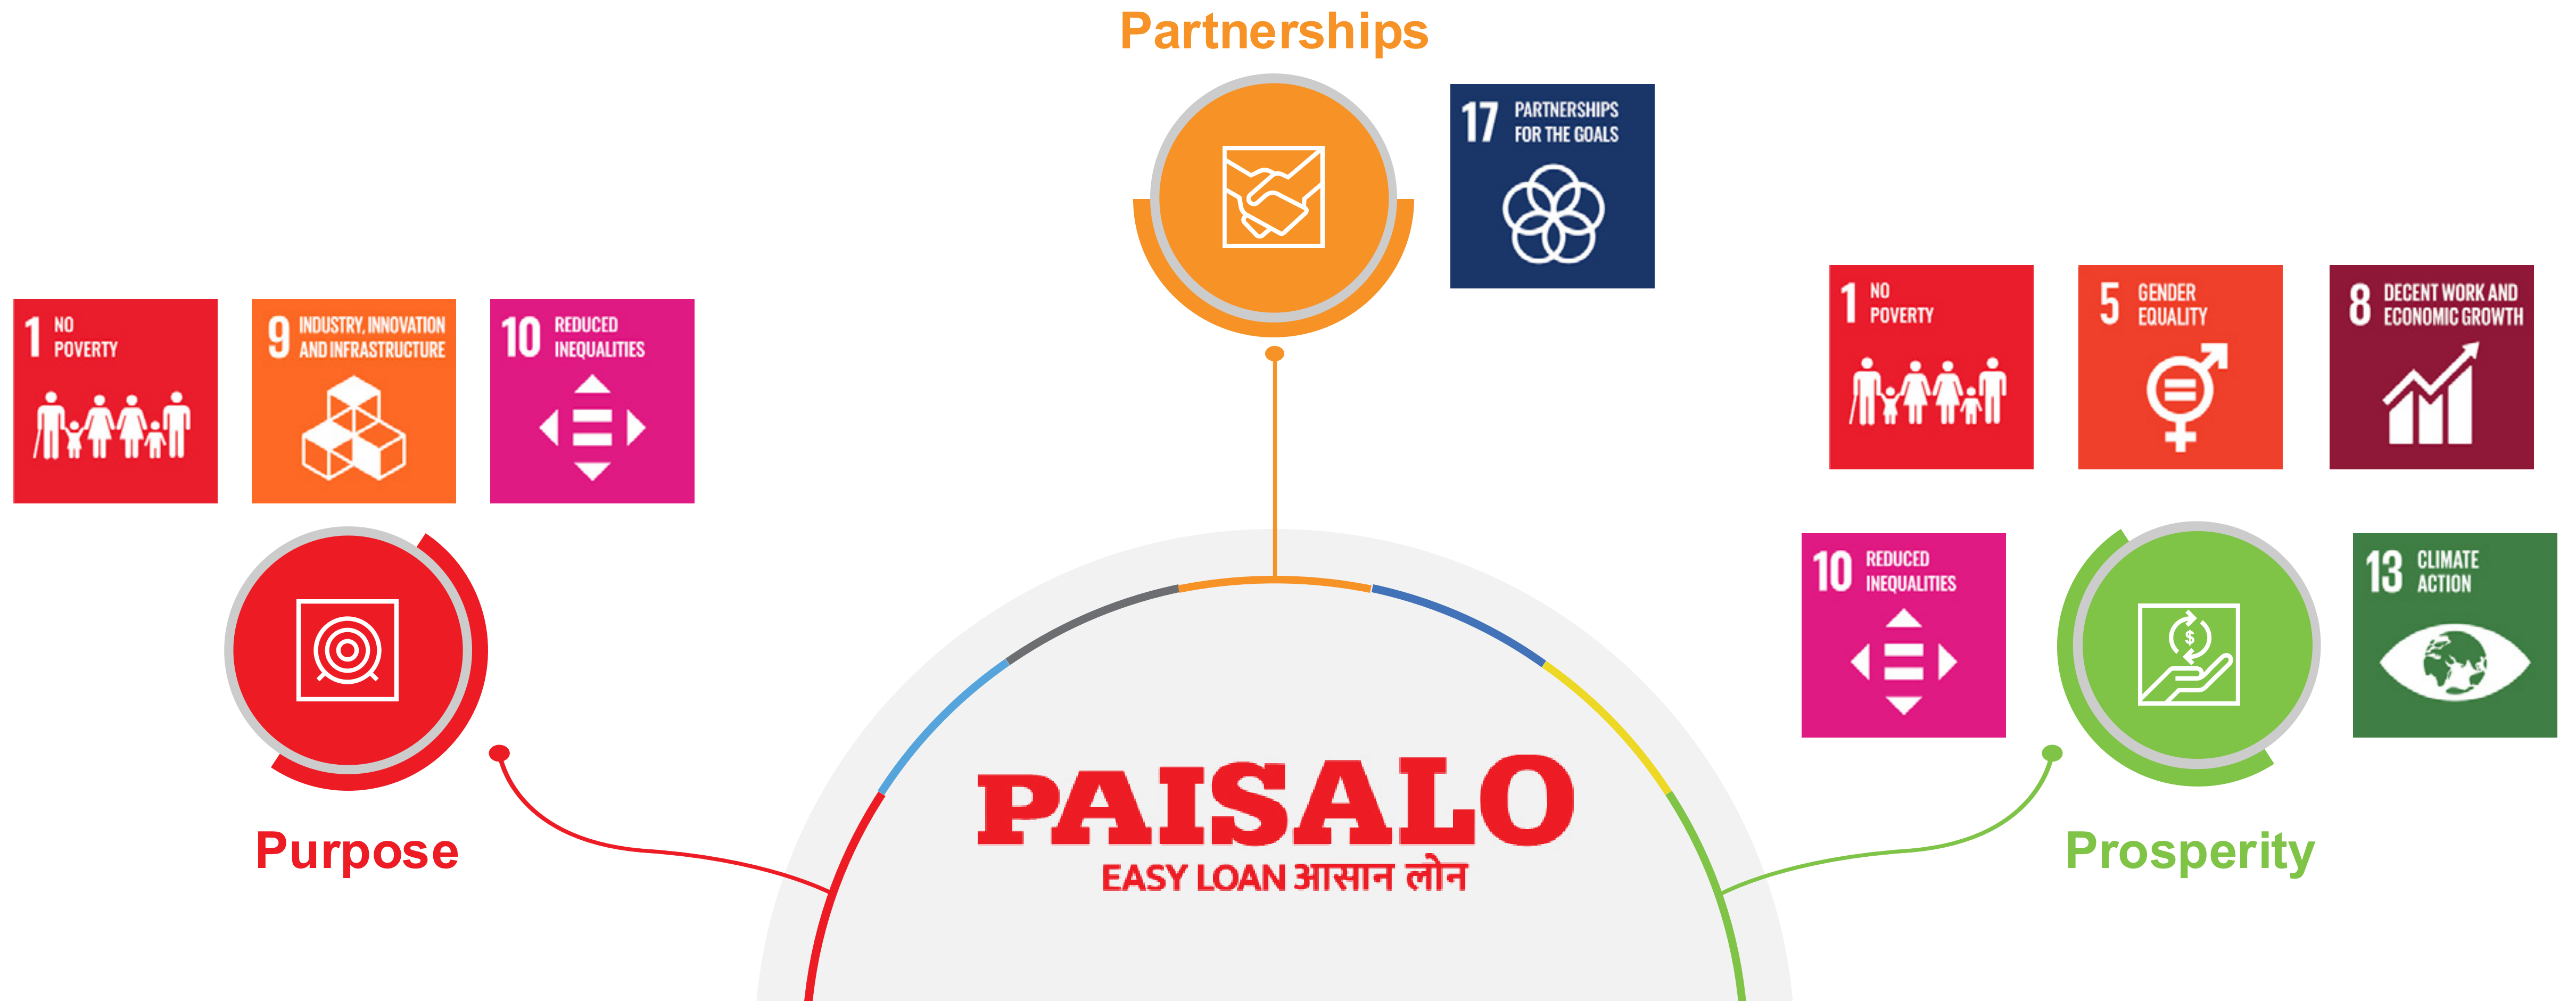 Partnerships
17 PARTNERSHIPS
FOR THE GOALS
1 NO
POVERTY
9 INDUSTRY, INNOVATION
AND INFRASTRUCTURE
10 REDUCED
INEQUALITIES
Purpose
1 NO
POVERTY
5 GENDER
EQUALITY
8 DECENT WORK AND
ECONOMIC GROWTH
10 REDUCED
INEQUALITIES
$
13 CLIMATE
ACTION
Prosperity
PAISALO
EASY LOAN आसान लोन